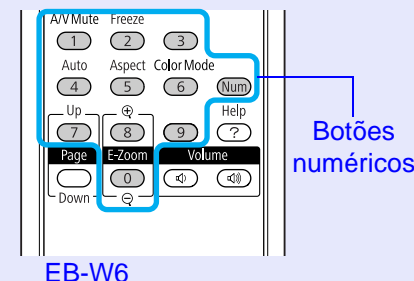 A/V Mute Freeze
1 2 3
Auto Aspect Color Mode
4 5 6 Num
Up Help
7 8 9 ?
Page E-Zoom Volume
0
Down
Botões
numéricos
EB-W6